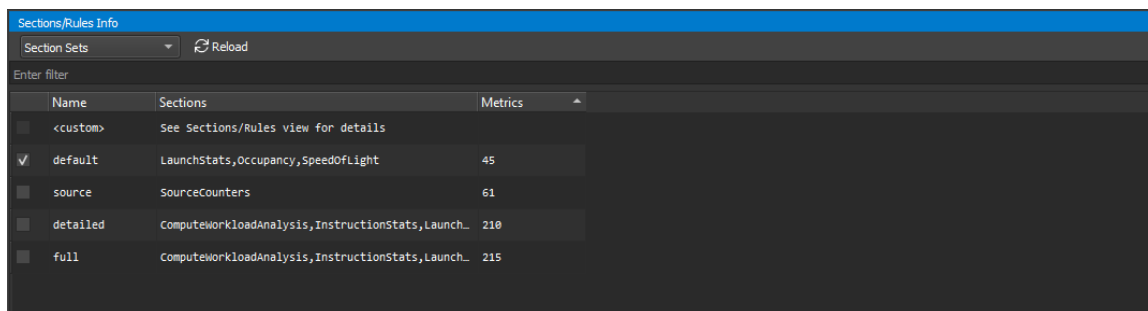 Sections/Rules Info
Section Sets Reload
Enter filter
Name Sections Metrics
<custom> See Sections/Rules view for details
default LaunchStats,Occupancy,SpeedOfLight 45
source SourceCounters 61
detailed ComputeWorkloadAnalysis,InstructionStats,Launch… 210
full ComputeWorkloadAnalysis,InstructionStats,Launch… 215